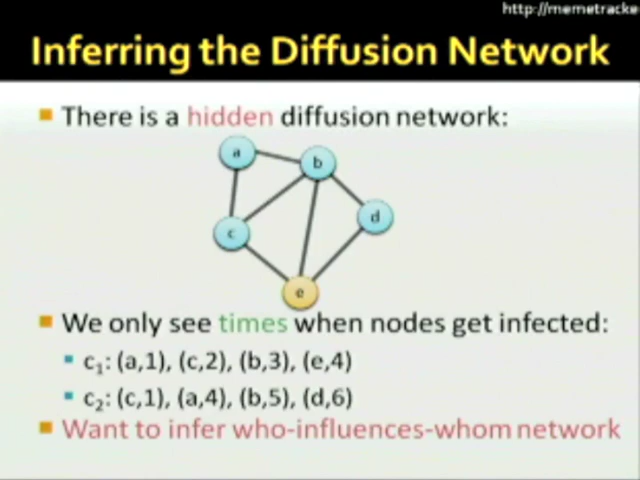 http://memetracke
Inferring the Diffusion Network
There is a hidden diffusion network:
a
b
c
d
e
We only see times when nodes get infected:
c₁: (a,1), (c,2), (b,3), (e,4)
c₂: (c,1), (a,4), (b,5), (d,6)
Want to infer who-influences-whom network